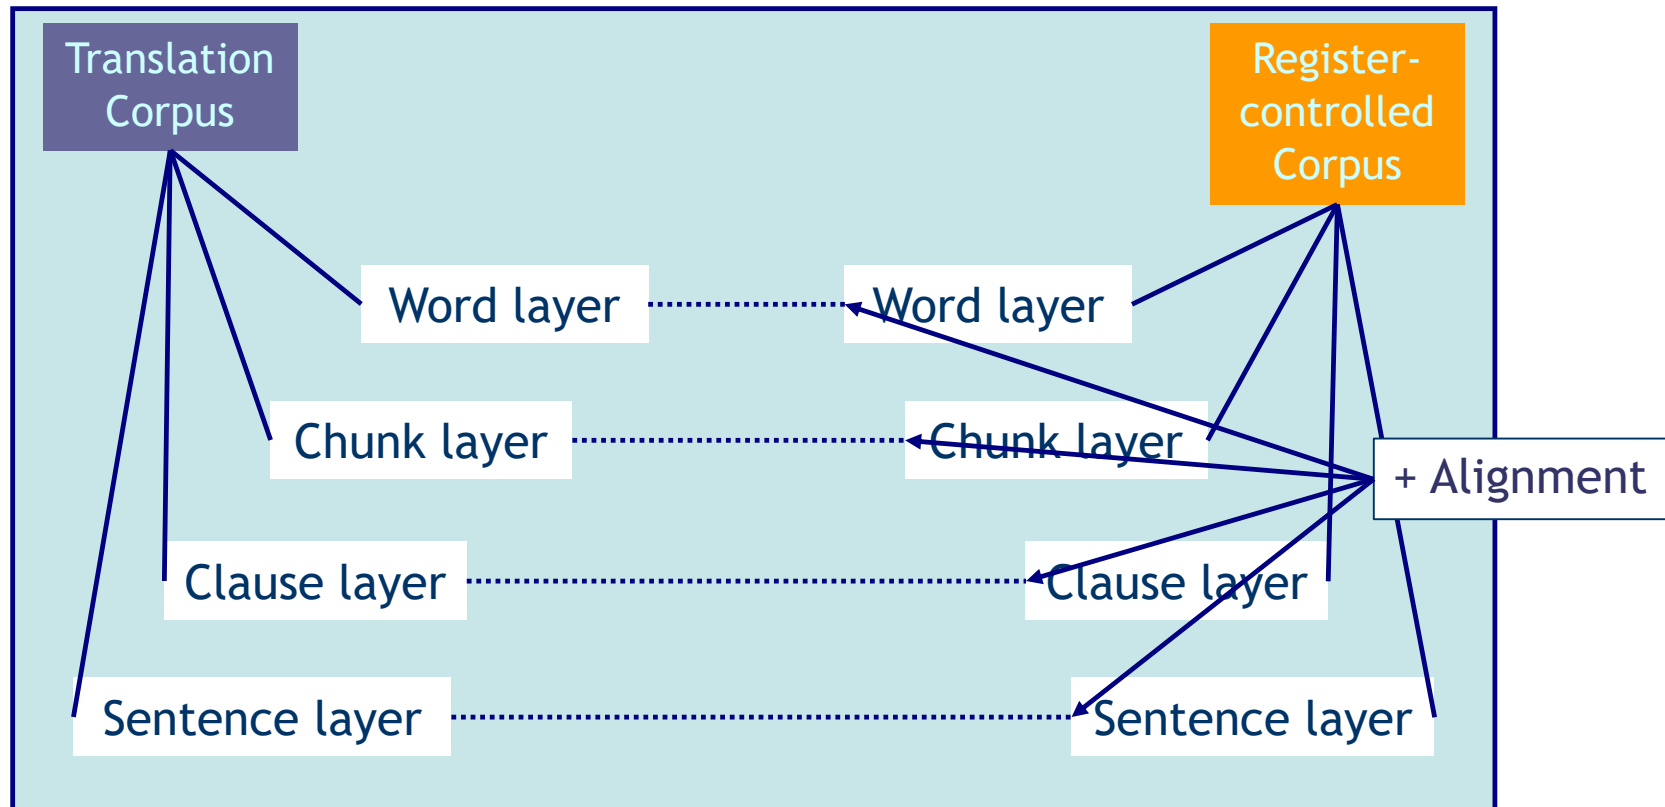 Translation
Corpus
Register-
controlled
Corpus
Word layer
Word layer
Chunk layer
Chunk layer
+ Alignment
Clause layer
Clause layer
Sentence layer
Sentence layer